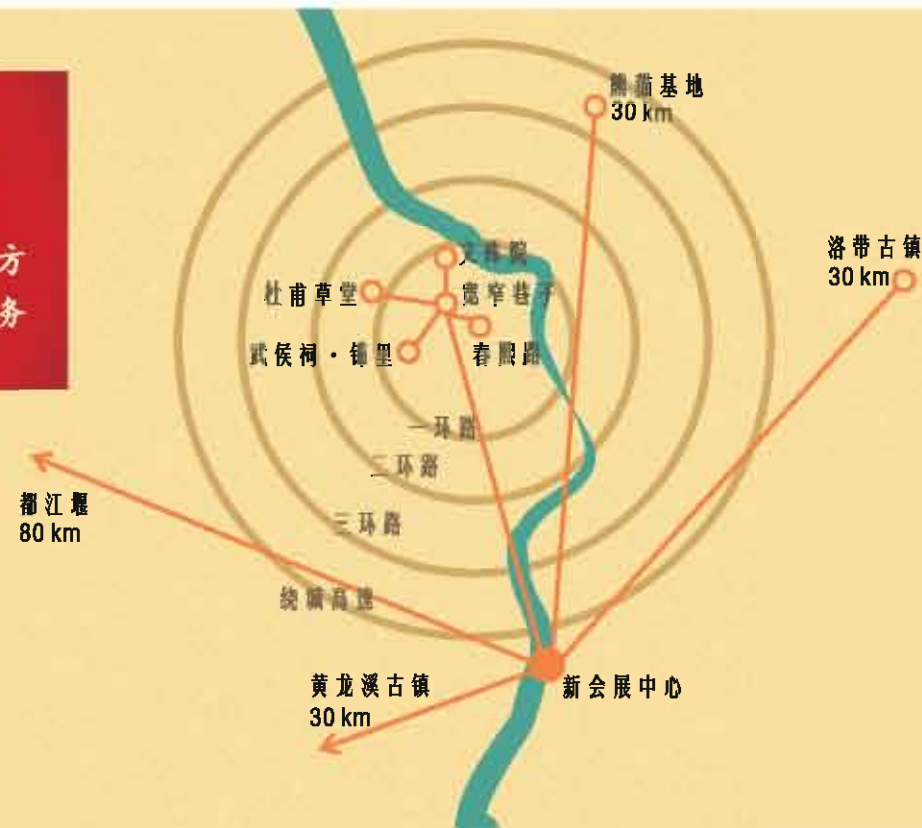 方
务
熊猫基地
30 km
洛带古镇
30 km
文殊院
杜甫草堂
宽窄巷子
武侯祠·锦里
春熙路
一环路
二环路
三环路
都江堰
80 km
绕城高速
黄龙溪古镇
30 km
新会展中心